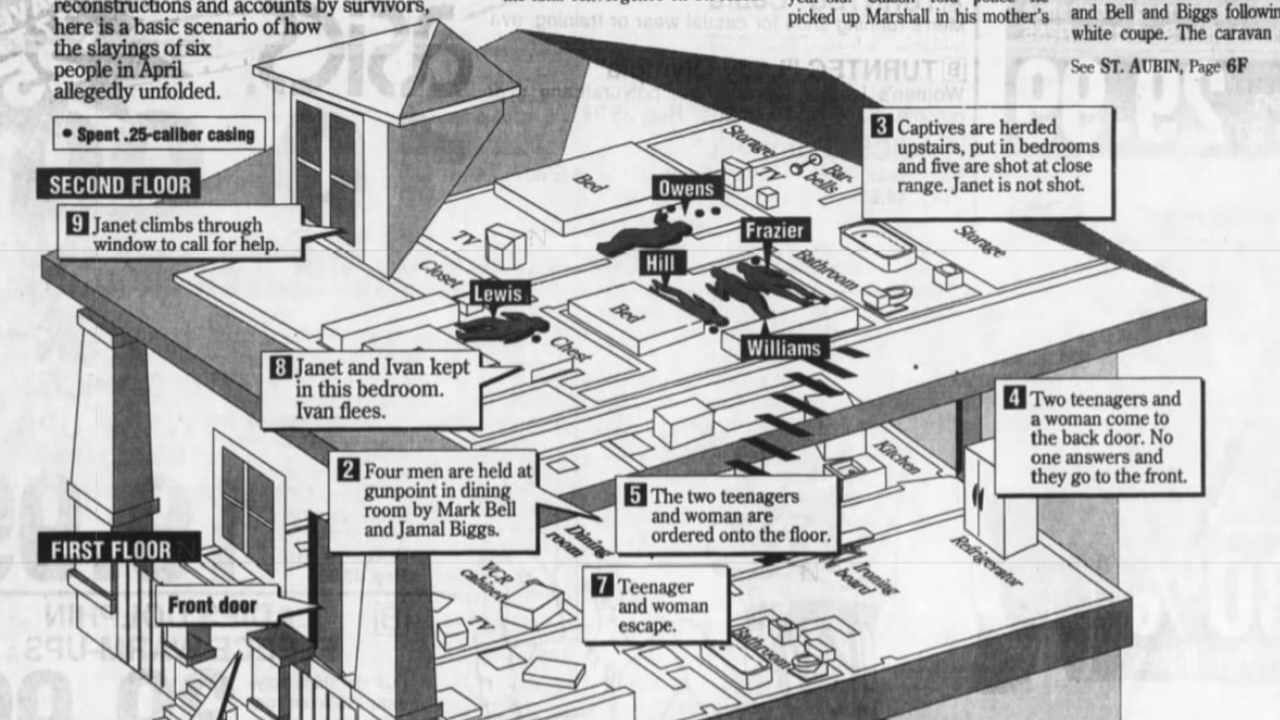 reconstructions and accounts by survivors,
here is a basic scenario of how
the slayings of six
people in April
allegedly unfolded.
• Spent .25-caliber casing
picked up Marshall in his mother's
and Bell and Biggs
white coupe. The caravan
See ST. AUBIN, Page 6F
SECOND FLOOR
9 Janet climbs through
window to call for help.
3 Captives are herded
upstairs, put in bedrooms
and five are shot at close
range. Janet is not shot.
Storage
TV
Bar-
bells
Bed
Owens
Frazier
Storage
TV
Hill
Bathroom
Closet
Lewis
Bed
Williams
Chest
8 Janet and Ivan kept
in this bedroom.
Ivan flees.
4 Two teenagers and
a woman come to
the back door. No
one answers and
they go to the front.
Kitchen
2 Four men are held at
gunpoint in dining
room by Mark Bell
and Jamal Biggs.
5 The two teenagers
and woman are
ordered onto the floor.
FIRST FLOOR
Dining
room
Refrigerator
Ironing
board
VCR
cabinet
7 Teenager
and woman
escape.
Front door
TV
Bathroom